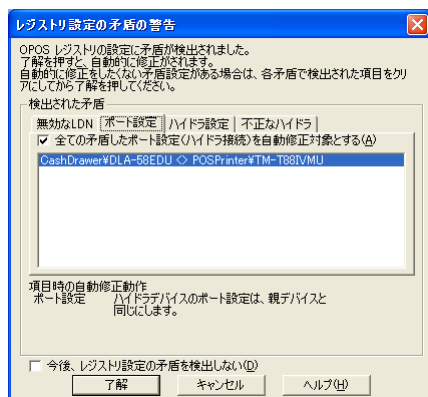 レジストリ設定の矛盾の警告
OPOS レジストリの設定に矛盾が検出されました。
了解を押すと、自動的に修正がされます。
自動的に修正をしたくない矛盾設定がある場合は、各矛盾で検出された項目をクリ
アにしてから了解を押してください。
検出された矛盾
無効なLDN ポート設定 ハイドラ設定 不正なハイドラ
全ての矛盾したポート設定(ハイドラ接続)を自動修正対象とする(A)
CashDrawer¥DLA-58EDU <> POSPrinter¥TM-T88IVMU
項目時の自動修正動作
ポート設定 ハイドラデバイスのポート設定は、親デバイスと
同じにします。
今後、レジストリ設定の矛盾を検出しない(D)
了解 キャンセル ヘルプ(H)